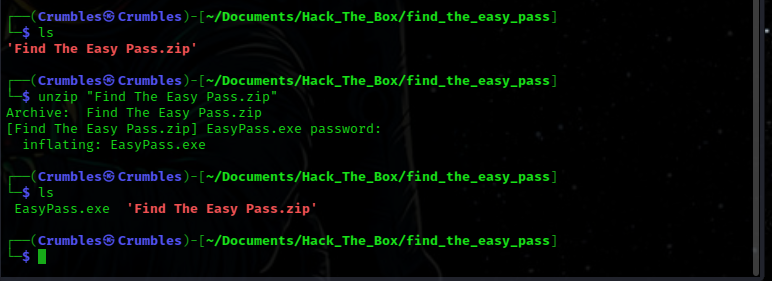 ┌──(Crumbles㉿Crumbles)-[~/Documents/Hack_The_Box/find_the_easy_pass]
└─$ ls
'Find The Easy Pass.zip'
┌──(Crumbles㉿Crumbles)-[~/Documents/Hack_The_Box/find_the_easy_pass]
└─$ unzip "Find The Easy Pass.zip"
Archive:  Find The Easy Pass.zip
[Find The Easy Pass.zip] EasyPass.exe password:
  inflating: EasyPass.exe
┌──(Crumbles㉿Crumbles)-[~/Documents/Hack_The_Box/find_the_easy_pass]
└─$ ls
 EasyPass.exe  'Find The Easy Pass.zip'
┌──(Crumbles㉿Crumbles)-[~/Documents/Hack_The_Box/find_the_easy_pass]
└─$